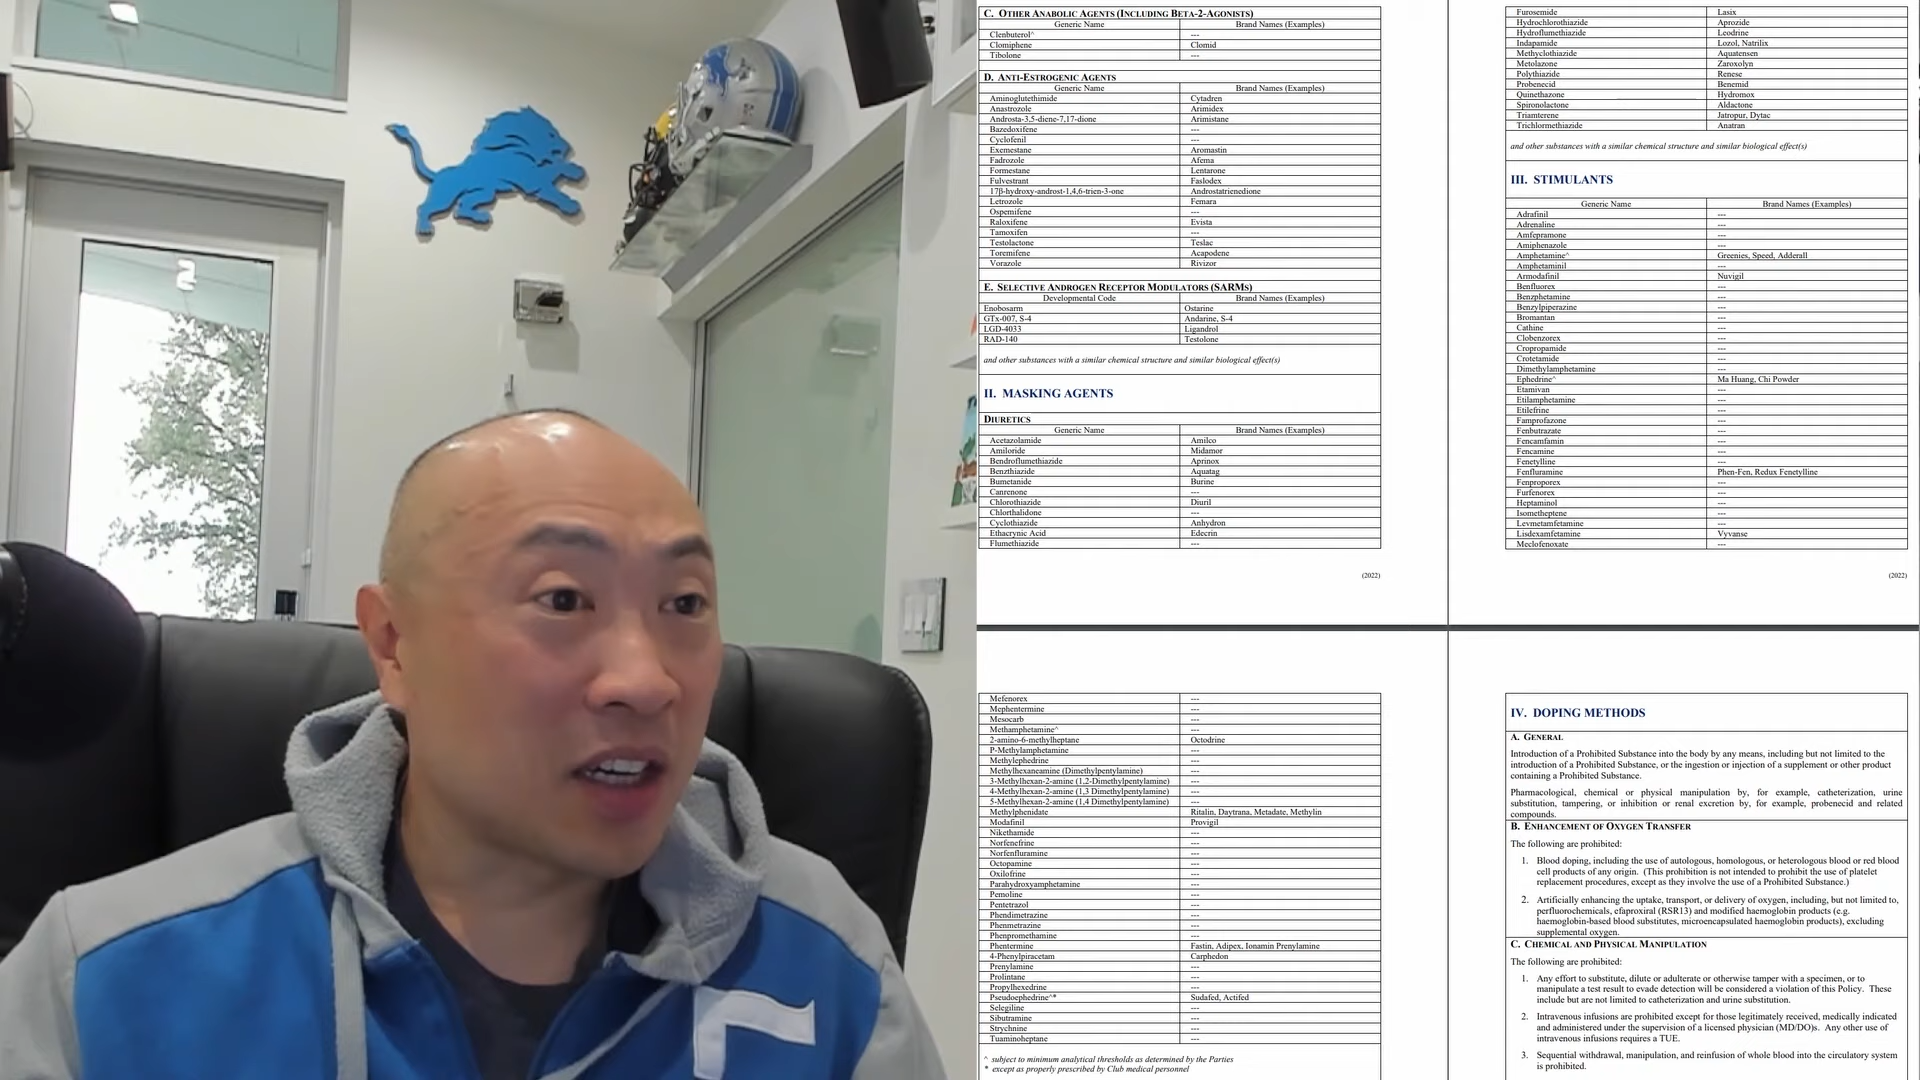 C. OTHER ANABOLIC AGENTS (INCLUDING BETA-2-AGONISTS)
Generic Name Brand Names (Examples)
Clenbuterol^ ---
Clomiphene Clomid
Tibolone ---
D. ANTI-ESTROGENIC AGENTS
Generic Name Brand Names (Examples)
Aminoglutethimide Cytadren
Anastrozole Arimidex
Androsta-3,5-diene-7,17-dione Arimistane
Bazedoxifene ---
Cyclofenil ---
Exemestane Aromastin
Fadrozole Afema
Formestane Lentarone
Fulvestrant Faslodex
17β-hydroxy-androst-1,4,6-trien-3-one Androstatrienedione
Letrozole Femara
Ospemifene ---
Raloxifene Evista
Tamoxifen ---
Testolactone Teslac
Toremifene Acapodene
Vorazole Rivizor
E. SELECTIVE ANDROGEN RECEPTOR MODULATORS (SARMS)
Developmental Code Brand Names (Examples)
Enobosarm Ostarine
GTx-007, S-4 Andarine, S-4
LGD-4033 Ligandrol
RAD-140 Testolone
and other substances with a similar chemical structure and similar biological effect(s)
II. MASKING AGENTS
DIURETICS
Generic Name Brand Names (Examples)
Acetazolamide Amilco
Amiloride Midamor
Bendroflumethiazide Aprinox
Benzthiazide Aquatag
Bumetanide Burine
Canrenone ---
Chlorothiazide Diuril
Chlorthalidone ---
Cyclothiazide Anhydron
Ethacrynic Acid Edecrin
Flumethiazide ---
(2022)
Furosemide Lasix
Hydrochlorothiazide Aprozide
Hydroflumethiazide Leodrine
Indapamide Lozol, Natrilix
Methyclothiazide Aquatensen
Metolazone Zaroxolyn
Polythiazide Renese
Probenecid Benemid
Quinethazone Hydromox
Spironolactone Aldactone
Triamterene Jatropur, Dytac
Trichlormethiazide Anatran
and other substances with a similar chemical structure and similar biological effect(s)
III. STIMULANTS
Generic Name Brand Names (Examples)
Adrafinil ---
Adrenaline ---
Amfepramone ---
Amiphenazole ---
Amphetamine^ Greenies, Speed, Adderall
Amphetaminil ---
Armodafinil Nuvigil
Benfluorex ---
Benzphetamine ---
Benzylpiperazine ---
Bromantan ---
Cathine ---
Clobenzorex ---
Cropropamide ---
Crotetamide ---
Dimethylamphetamine ---
Ephedrine^ Ma Huang, Chi Powder
Etamivan ---
Etilamphetamine ---
Etilefrine ---
Famprofazone ---
Fenbutrazate ---
Fencamfamin ---
Fencamine ---
Fenetylline ---
Fenfluramine Phen-Fen, Redux Fenetylline
Fenproporex ---
Furfenorex ---
Heptaminol ---
Isometheptene ---
Levmetamfetamine ---
Lisdexamfetamine Vyvanse
Meclofenoxate ---
(2022)
Mefenorex ---
Mephentermine ---
Mesocarb ---
Methamphetamine^ ---
2-amino-6-methylheptane Octodrine
P-Methylamphetamine ---
Methylephedrine ---
Methylhexaneamine (Dimethylpentylamine) ---
3-Methylhexan-2-amine (1,2-Dimethylpentylamine) ---
4-Methylhexan-2-amine (1,3 Dimethylpentylamine) ---
5-Methylhexan-2-amine (1,4 Dimethylpentylamine) ---
Methylphenidate Ritalin, Daytrana, Metadate, Methylin
Modafinil Provigil
Nikethamide ---
Norfenefrine ---
Norfenfluramine ---
Octopamine ---
Oxilofrine ---
Parahydroxyamphetamine ---
Pemoline ---
Pentetrazol ---
Phendimetrazine ---
Phenmetrazine ---
Phenpromethamine ---
Phentermine Fastin, Adipex, Ionamin Prenylamine
4-Phenylpiracetam Carphedon
Prenylamine ---
Prolintane ---
Propylhexedrine ---
Pseudoephedrine^* Sudafed, Actifed
Selegiline ---
Sibutramine ---
Strychnine ---
Tuaminoheptane ---
^ subject to minimum analytical thresholds as determined by the Parties
* except as properly prescribed by Club medical personnel
IV. DOPING METHODS
A. GENERAL
Introduction of a Prohibited Substance into the body by any means, including but not limited to the
introduction of a Prohibited Substance, or the ingestion or injection of a supplement or other product
containing a Prohibited Substance.
Pharmacological, chemical or physical manipulation by, for example, catheterization, urine
substitution, tampering, or inhibition or renal excretion by, for example, probenecid and related
compounds.
B. ENHANCEMENT OF OXYGEN TRANSFER
The following are prohibited:
1. Blood doping, including the use of autologous, homologous, or heterologous blood or red blood
cell products of any origin. (This prohibition is not intended to prohibit the use of platelet
replacement procedures, except as they involve the use of a Prohibited Substance.)
2. Artificially enhancing the uptake, transport, or delivery of oxygen, including, but not limited to,
perfluorochemicals, efaproxiral (RSR13) and modified haemoglobin products (e.g.
haemoglobin-based blood substitutes, microencapsulated haemoglobin products), excluding
supplemental oxygen.
C. CHEMICAL AND PHYSICAL MANIPULATION
The following are prohibited:
1. Any effort to substitute, dilute or adulterate or otherwise tamper with a specimen, or to
manipulate a test result to evade detection will be considered a violation of this Policy. These
include but are not limited to catheterization and urine substitution.
2. Intravenous infusions are prohibited except for those legitimately received, medically indicated
and administered under the supervision of a licensed physician (MD/DO)s. Any other use of
intravenous infusions requires a TUE.
3. Sequential withdrawal, manipulation, and reinfusion of whole blood into the circulatory system
is prohibited.